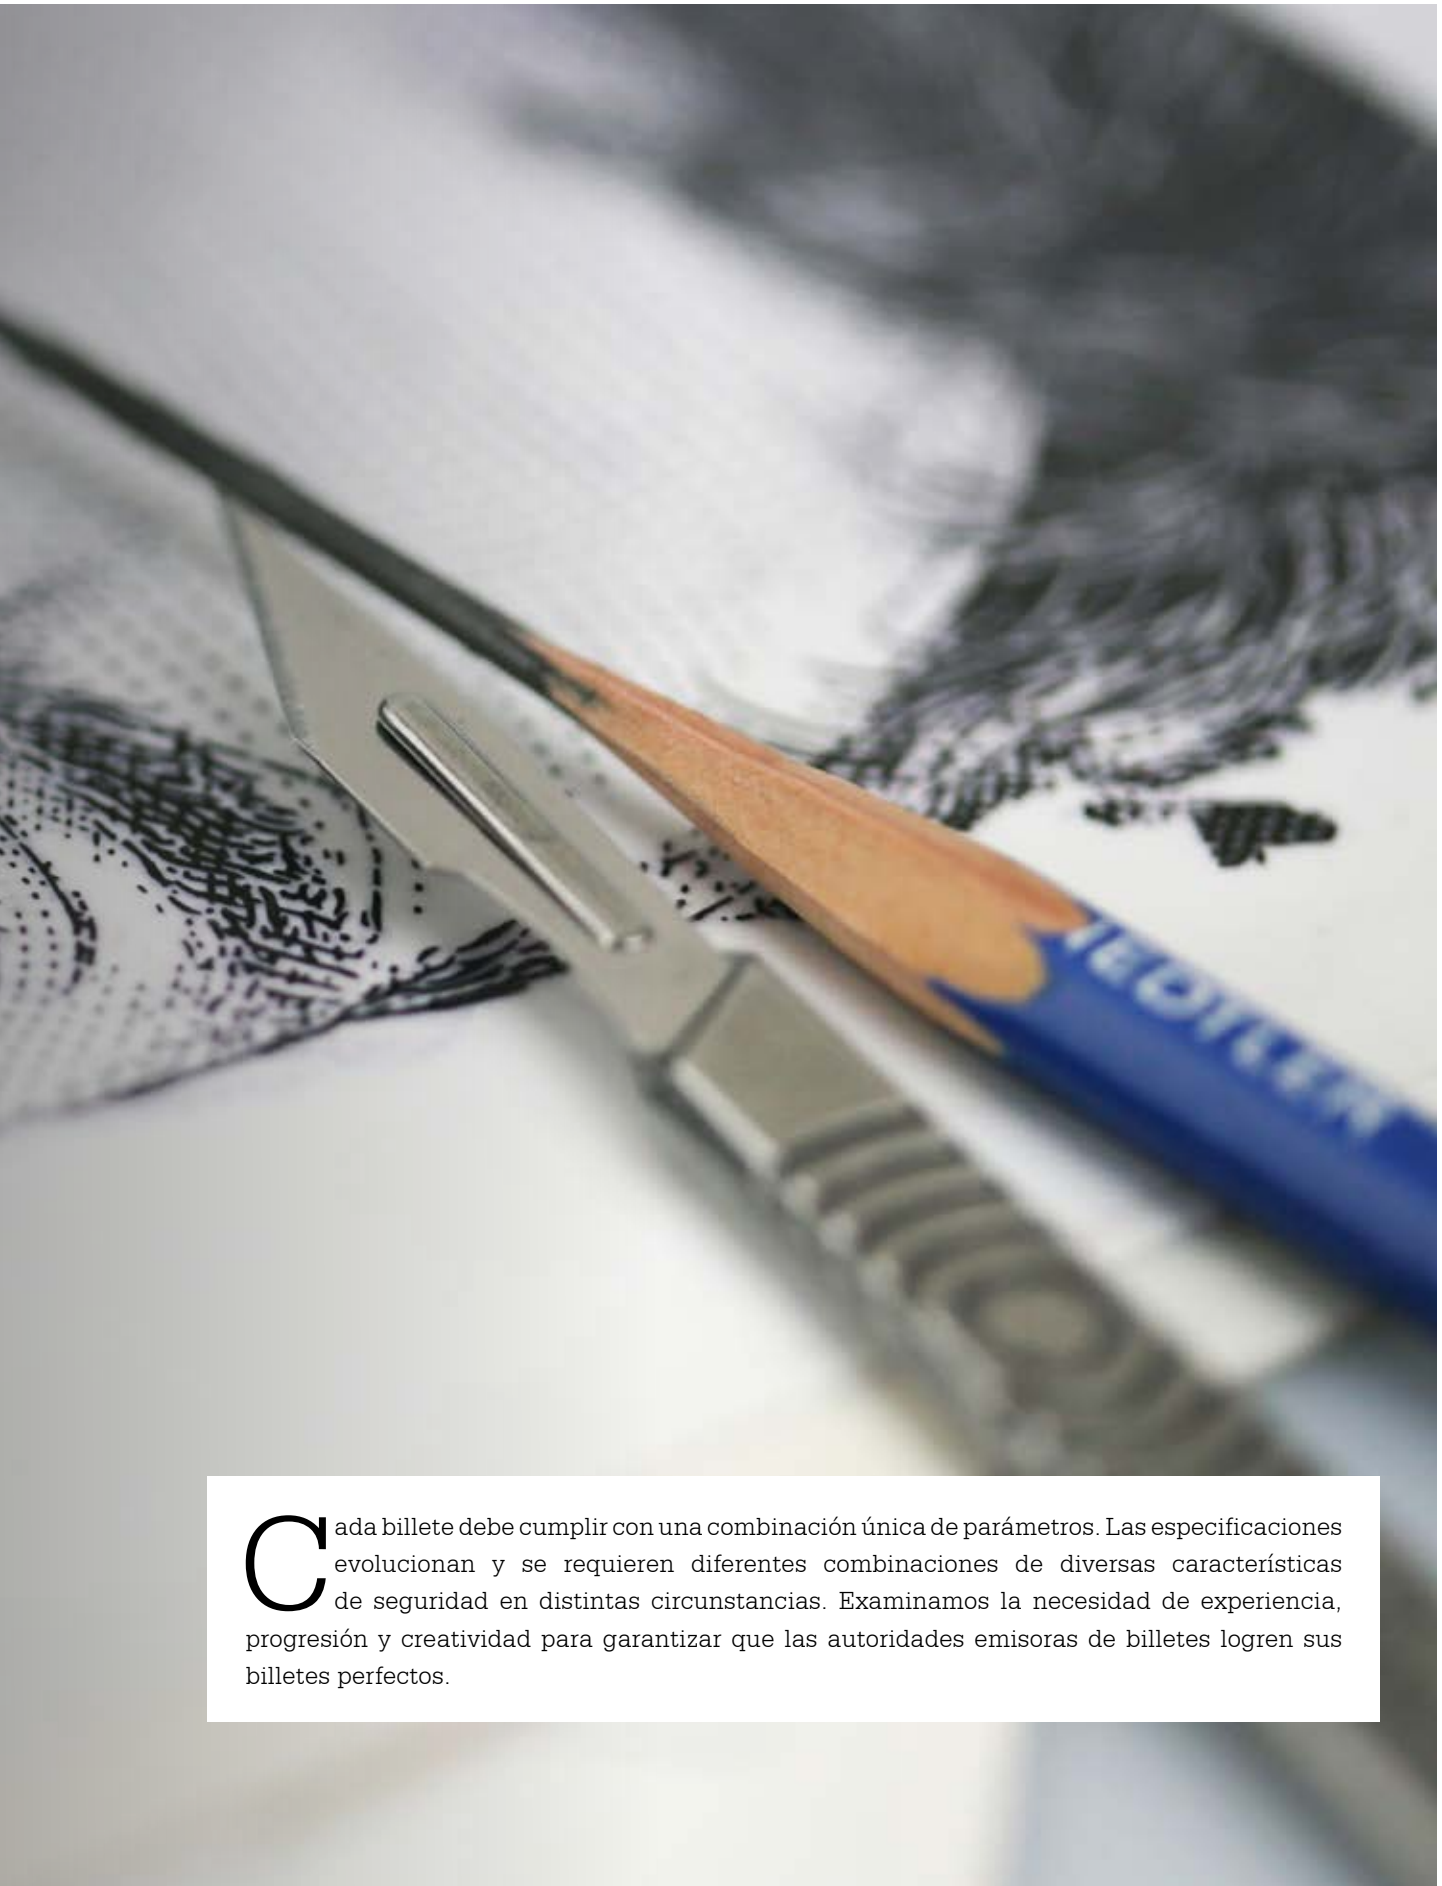 IEDTLER
Cada billete debe cumplir con una combinación única de parámetros. Las especificaciones
evolucionan y se requieren diferentes combinaciones de diversas características
de seguridad en distintas circunstancias. Examinamos la necesidad de experiencia,
progresión y creatividad para garantizar que las autoridades emisoras de billetes logren sus
billetes perfectos.